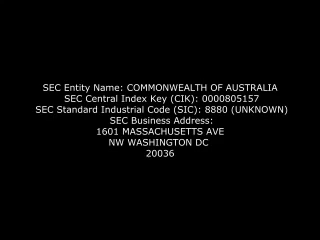 SEC Entity Name: COMMONWEALTH OF AUSTRALIA
SEC Central Index Key (CIK): 0000805157
SEC Standard Industrial Code (SIC): 8880 (UNKNOWN)
SEC Business Address:
1601 MASSACHUSETTS AVE
NW WASHINGTON DC
20036